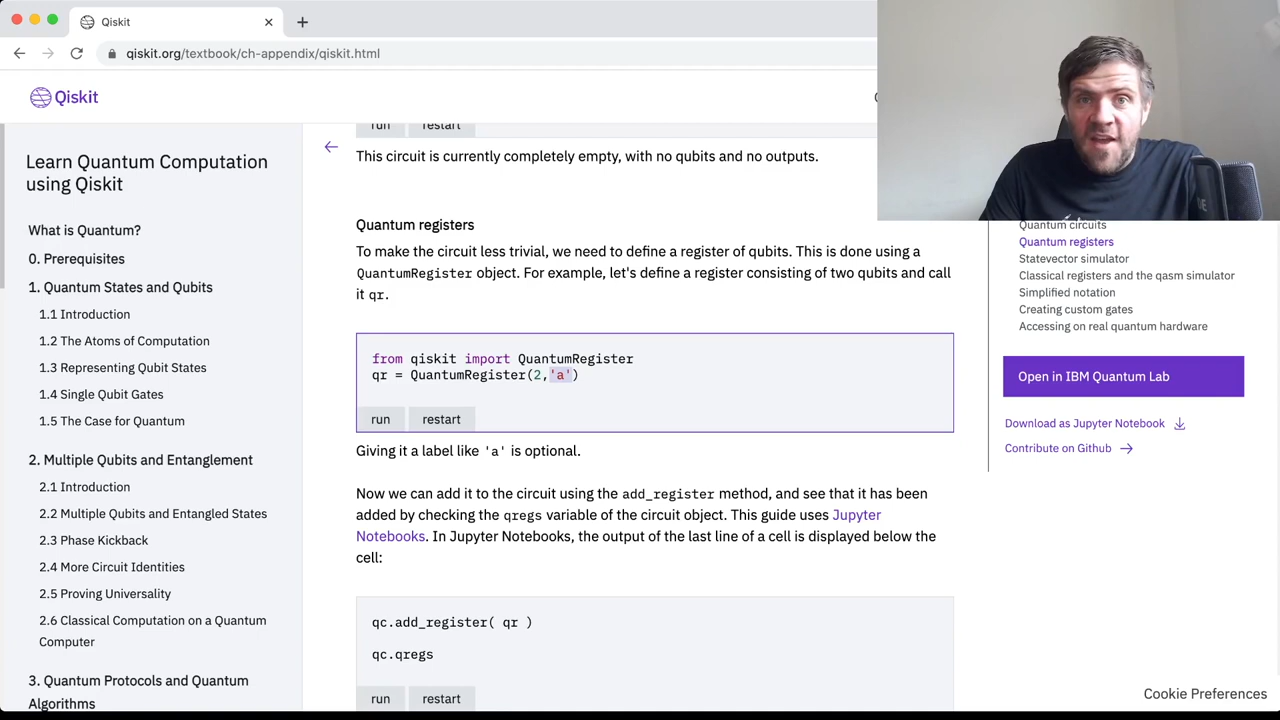 Qiskit
qiskit.org/textbook/ch-appendix/qiskit.html
Qiskit
Learn Quantum Computation
using Qiskit
What is Quantum?
0. Prerequisites
1. Quantum States and Qubits
1.1 Introduction
1.2 The Atoms of Computation
1.3 Representing Qubit States
1.4 Single Qubit Gates
1.5 The Case for Quantum
2. Multiple Qubits and Entanglement
2.1 Introduction
2.2 Multiple Qubits and Entangled States
2.3 Phase Kickback
2.4 More Circuit Identities
2.5 Proving Universality
2.6 Classical Computation on a Quantum
Computer
3. Quantum Protocols and Quantum
Algorithms
run restart
This circuit is currently completely empty, with no qubits and no outputs.
Quantum registers
To make the circuit less trivial, we need to define a register of qubits. This is done using a
QuantumRegister object. For example, let's define a register consisting of two qubits and call
it qr.
from qiskit import QuantumRegister
qr = QuantumRegister(2,'a')
run restart
Giving it a label like 'a' is optional.
Now we can add it to the circuit using the add_register method, and see that it has been
added by checking the qregs variable of the circuit object. This guide uses Jupyter
Notebooks. In Jupyter Notebooks, the output of the last line of a cell is displayed below the
cell:
qc.add_register( qr )
qc.qregs
run restart
Quantum circuits
Quantum registers
Statevector simulator
Classical registers and the qasm simulator
Simplified notation
Creating custom gates
Accessing on real quantum hardware
Open in IBM Quantum Lab
Download as Jupyter Notebook
Contribute on Github
Cookie Preferences